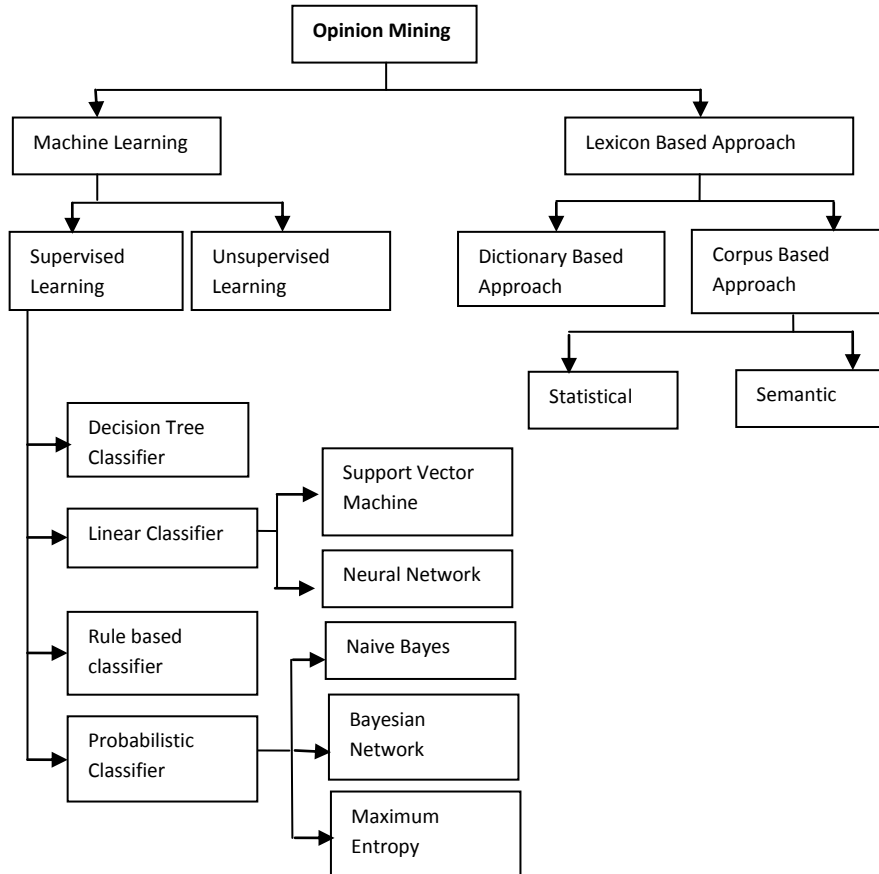 Opinion Mining
Machine Learning
Lexicon Based Approach
Supervised
Learning
Unsupervised
Learning
Dictionary Based
Approach
Corpus Based
Approach
Statistical
Semantic
Decision Tree
Classifier
Linear Classifier
Support Vector
Machine
Neural Network
Rule based
classifier
Probabilistic
Classifier
Naive Bayes
Bayesian
Network
Maximum
Entropy